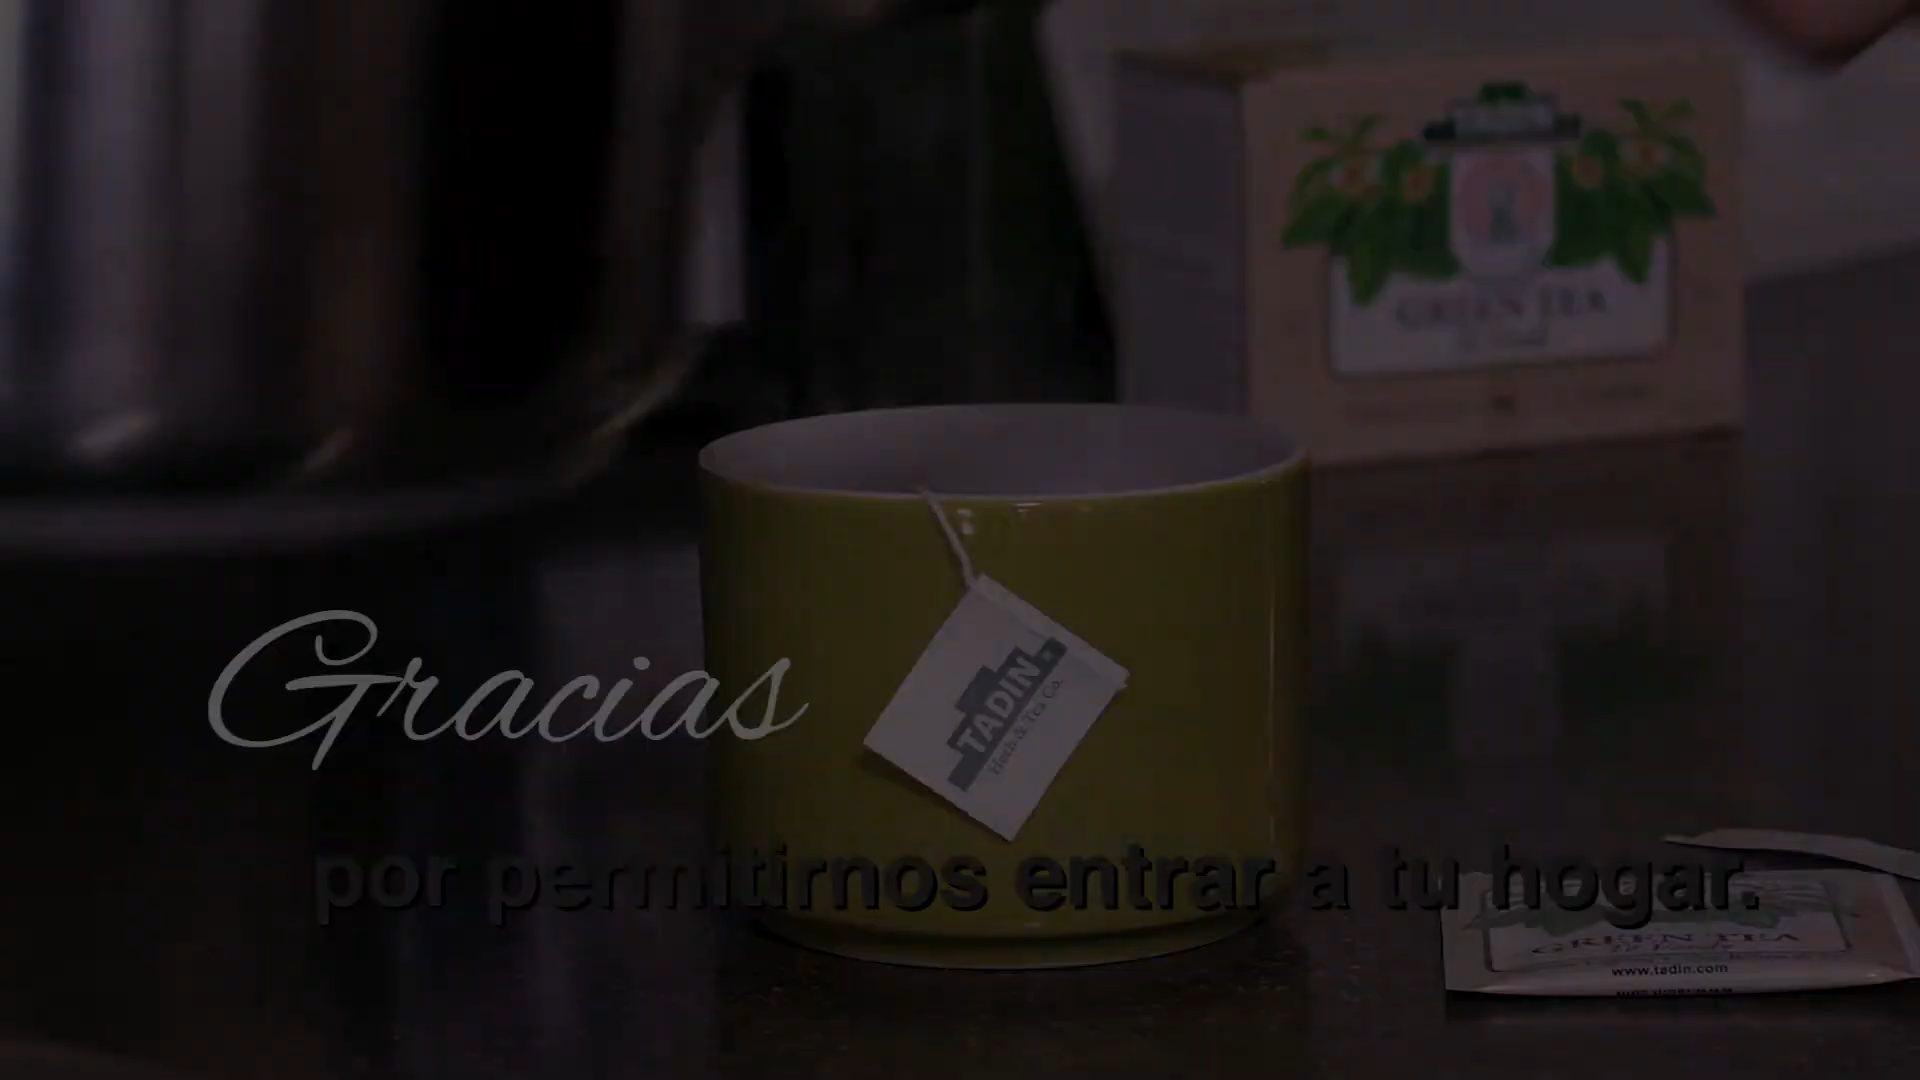 GREEN TEA
Gracias
TADIN
Herb & Tea Co.
por permitirnos entrar a tu hogar.
GREEN TEA
www.tadin.com